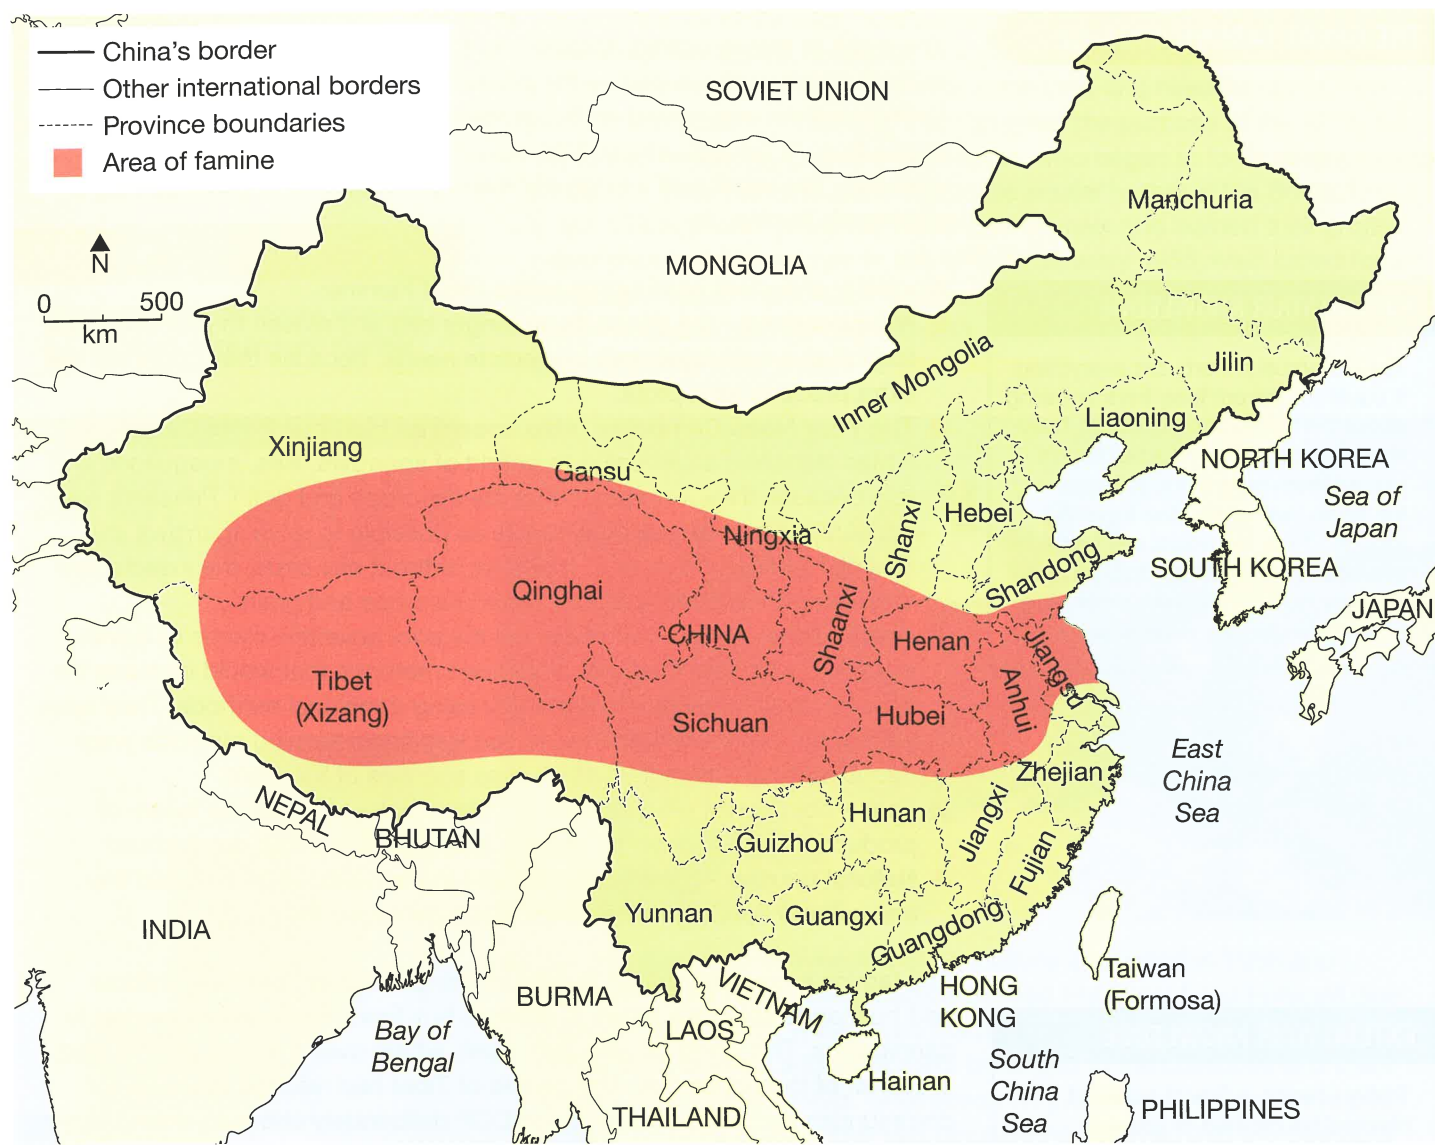 China's border
Other international borders
Province boundaries
Area of famine
N
0 500
km
SOVIET UNION
MONGOLIA
Manchuria
Inner Mongolia
Jilin
Liaoning
Xinjiang
Gansu
NORTH KOREA
Sea of
Japan
Hebei
Shanxi
Ningxia
Shandong
SOUTH KOREA
JAPAN
Qinghai
CHINA
Shaanxi
Henan
Jiangsu
Tibet
(Xizang)
Sichuan
Hubei
Anhui
East
China
Sea
Zhejian
NEPAL
BHUTAN
Hunan
Jiangxi
Guizhou
Fujian
Yunnan
Guangxi
Guangdong
INDIA
Taiwan
(Formosa)
HONG
KONG
VIETNAM
BURMA
LAOS
Bay of
Bengal
Hainan
South
China
Sea
THAILAND
PHILIPPINES